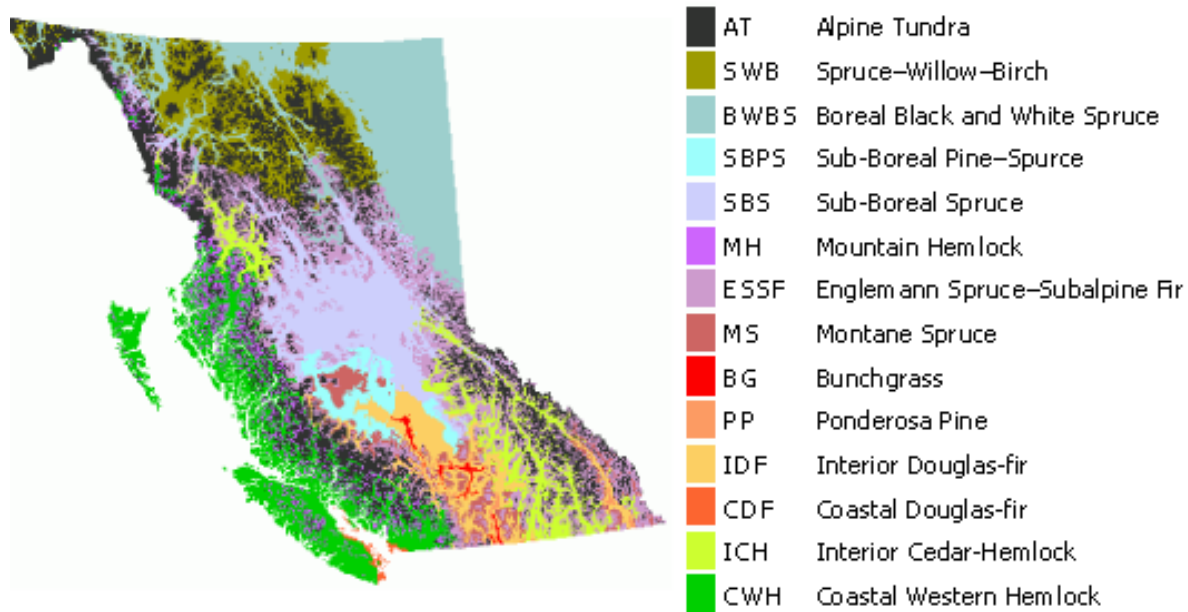 AT Alpine Tundra
SWB Spruce–Willow–Birch
BWBS Boreal Black and White Spruce
SBPS Sub-Boreal Pine–Spurce
SBS Sub-Boreal Spruce
MH Mountain Hemlock
ESSF Englemann Spruce–Subalpine Fir
MS Montane Spruce
BG Bunchgrass
PP Ponderosa Pine
IDF Interior Douglas-fir
CDF Coastal Douglas-fir
ICH Interior Cedar-Hemlock
CWH Coastal Western Hemlock